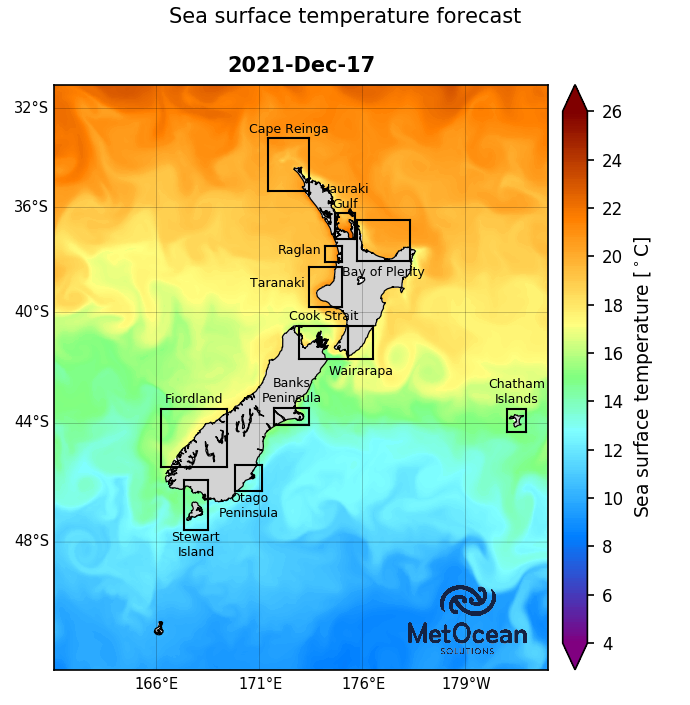 Sea surface temperature forecast
2021-Dec-17
32°S
36°S
40°S
44°S
48°S
166°E
171°E
176°E
179°W
Cape Reinga
Hauraki
Gulf
Raglan
Bay of Plenty
Taranaki
Cook Strait
Wairarapa
Banks
Peninsula
Chatham
Islands
Fiordland
Otago
Peninsula
Stewart
Island
MetOcean
SOLUTIONS
26
24
22
20
18
16
14
12
10
8
6
4
Sea surface temperature [°C]